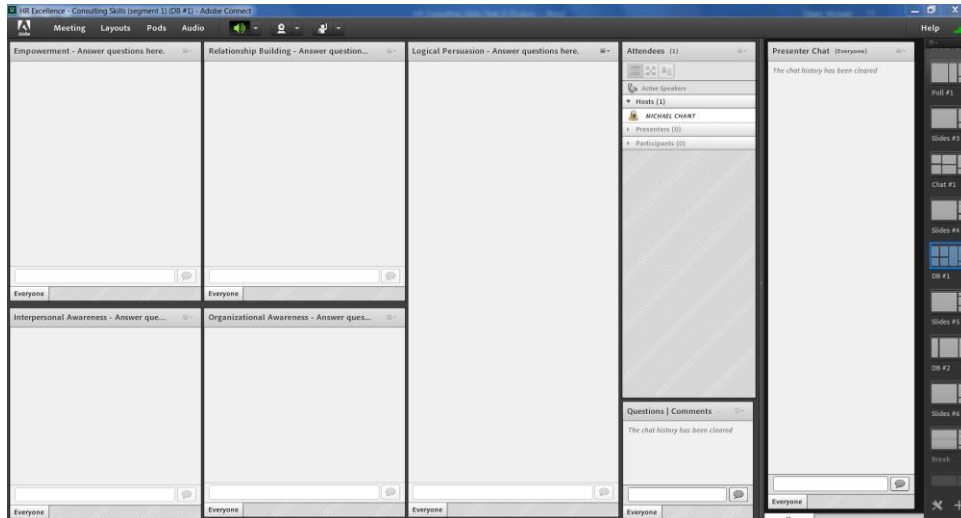 HR Excellence - Consulting Skills (segment 1) (DB #1) - Adobe Connect
Adobe
Meeting Layouts Pods Audio
Help
Empowerment - Answer questions here.
Relationship Building - Answer question...
Logical Persuasion - Answer questions here.
Attendees (1)
Active Speakers
Hosts (1)
MICHAEL CHANT
Presenters (0)
Participants (0)
Presenter Chat (Everyone)
The chat history has been cleared
Everyone
Everyone
Interpersonal Awareness - Answer que...
Organizational Awareness - Answer ques...
Questions | Comments
The chat history has been cleared
Everyone
Everyone
Everyone
Everyone
Everyone
Poll #1
Slides #3
Chat #1
Slides #4
DB #1
Slides #5
DB #2
Slides #6
Break